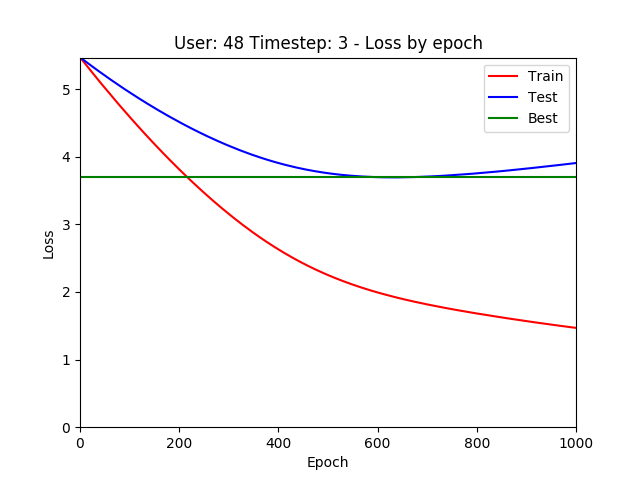 User: 48 Timestep: 3 - Loss by epoch
Train
Test
Best
5
4
3
2
1
0
Loss
0 200 400 600 800 1000
Epoch